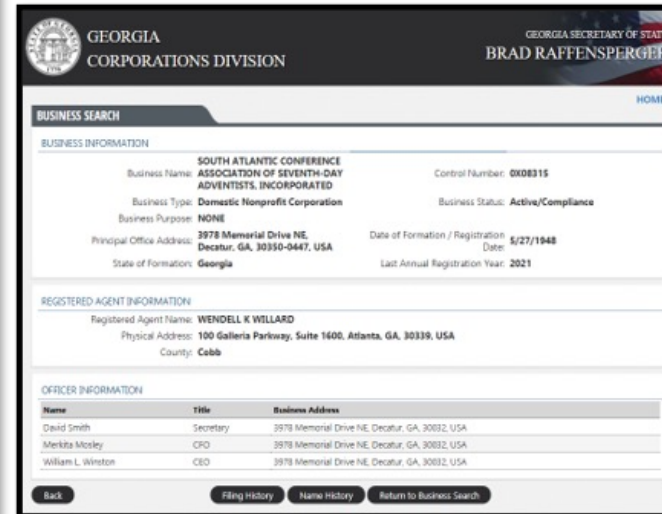 GEORGIA
CORPORATIONS DIVISION
GEORGIA SECRETARY OF STATE
BRAD RAFFENSPERGER
HOME
BUSINESS SEARCH
BUSINESS INFORMATION
Business Name: SOUTH ATLANTIC CONFERENCE ASSOCIATION OF SEVENTH-DAY ADVENTISTS, INCORPORATED
Control Number: 0X08315
Business Type: Domestic Nonprofit Corporation
Business Status: Active/Compliance
Business Purpose: NONE
Principal Office Address: 3978 Memorial Drive NE, Decatur, GA, 30350-0447, USA
Date of Formation / Registration Date: 5/27/1948
State of Formation: Georgia
Last Annual Registration Year: 2021
REGISTERED AGENT INFORMATION
Registered Agent Name: WENDELL K WILLARD
Physical Address: 100 Galleria Parkway, Suite 1600, Atlanta, GA, 30339, USA
County: Cobb
OFFICER INFORMATION
Name Title Business Address
David Smith Secretary 3978 Memorial Drive NE, Decatur, GA, 30032, USA
Merkita Mosley CFO 3978 Memorial Drive NE, Decatur, GA, 30032, USA
William L. Winston CEO 3978 Memorial Drive NE, Decatur, GA, 30032, USA
Back Filing History Name History Return to Business Search